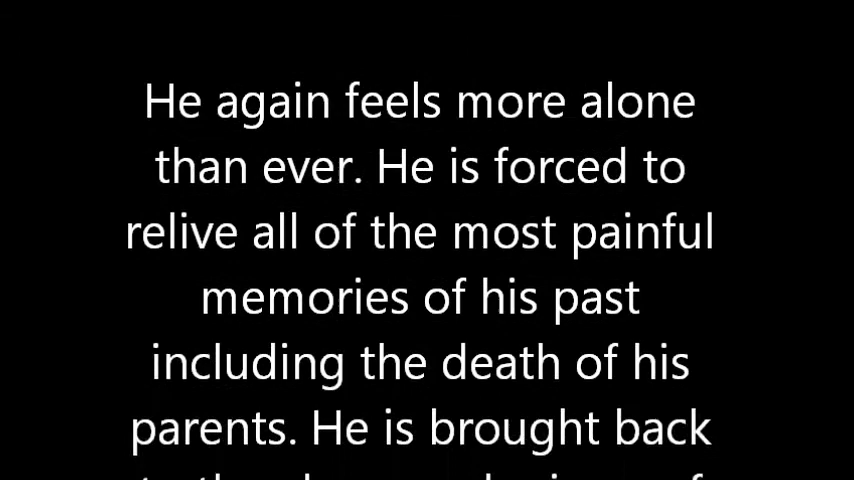 He again feels more alone
than ever. He is forced to
relive all of the most painful
memories of his past
including the death of his
parents. He is brought back